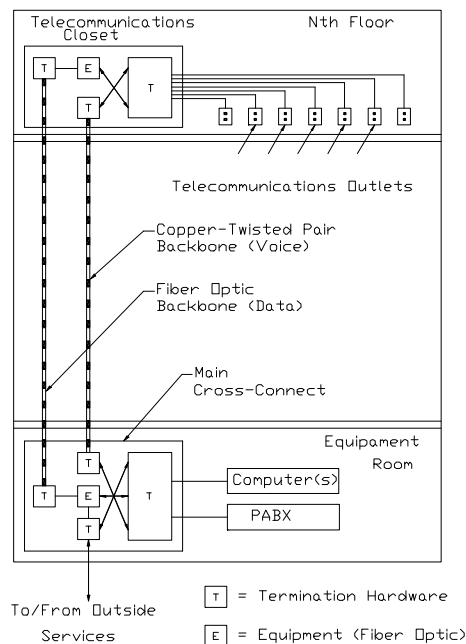 Telecommunications
Closet
Nth Floor
T
E
T
T
Telecommunications Outlets
Copper-Twisted Pair
Backbone (Voice)
Fiber Optic
Backbone (Data)
Main
Cross-Connect
Equipament
Room
T
T
E
T
T
Computer(s)
PABX
To/From Outside
Services
T = Termination Hardware
E = Equipment (Fiber Optic)